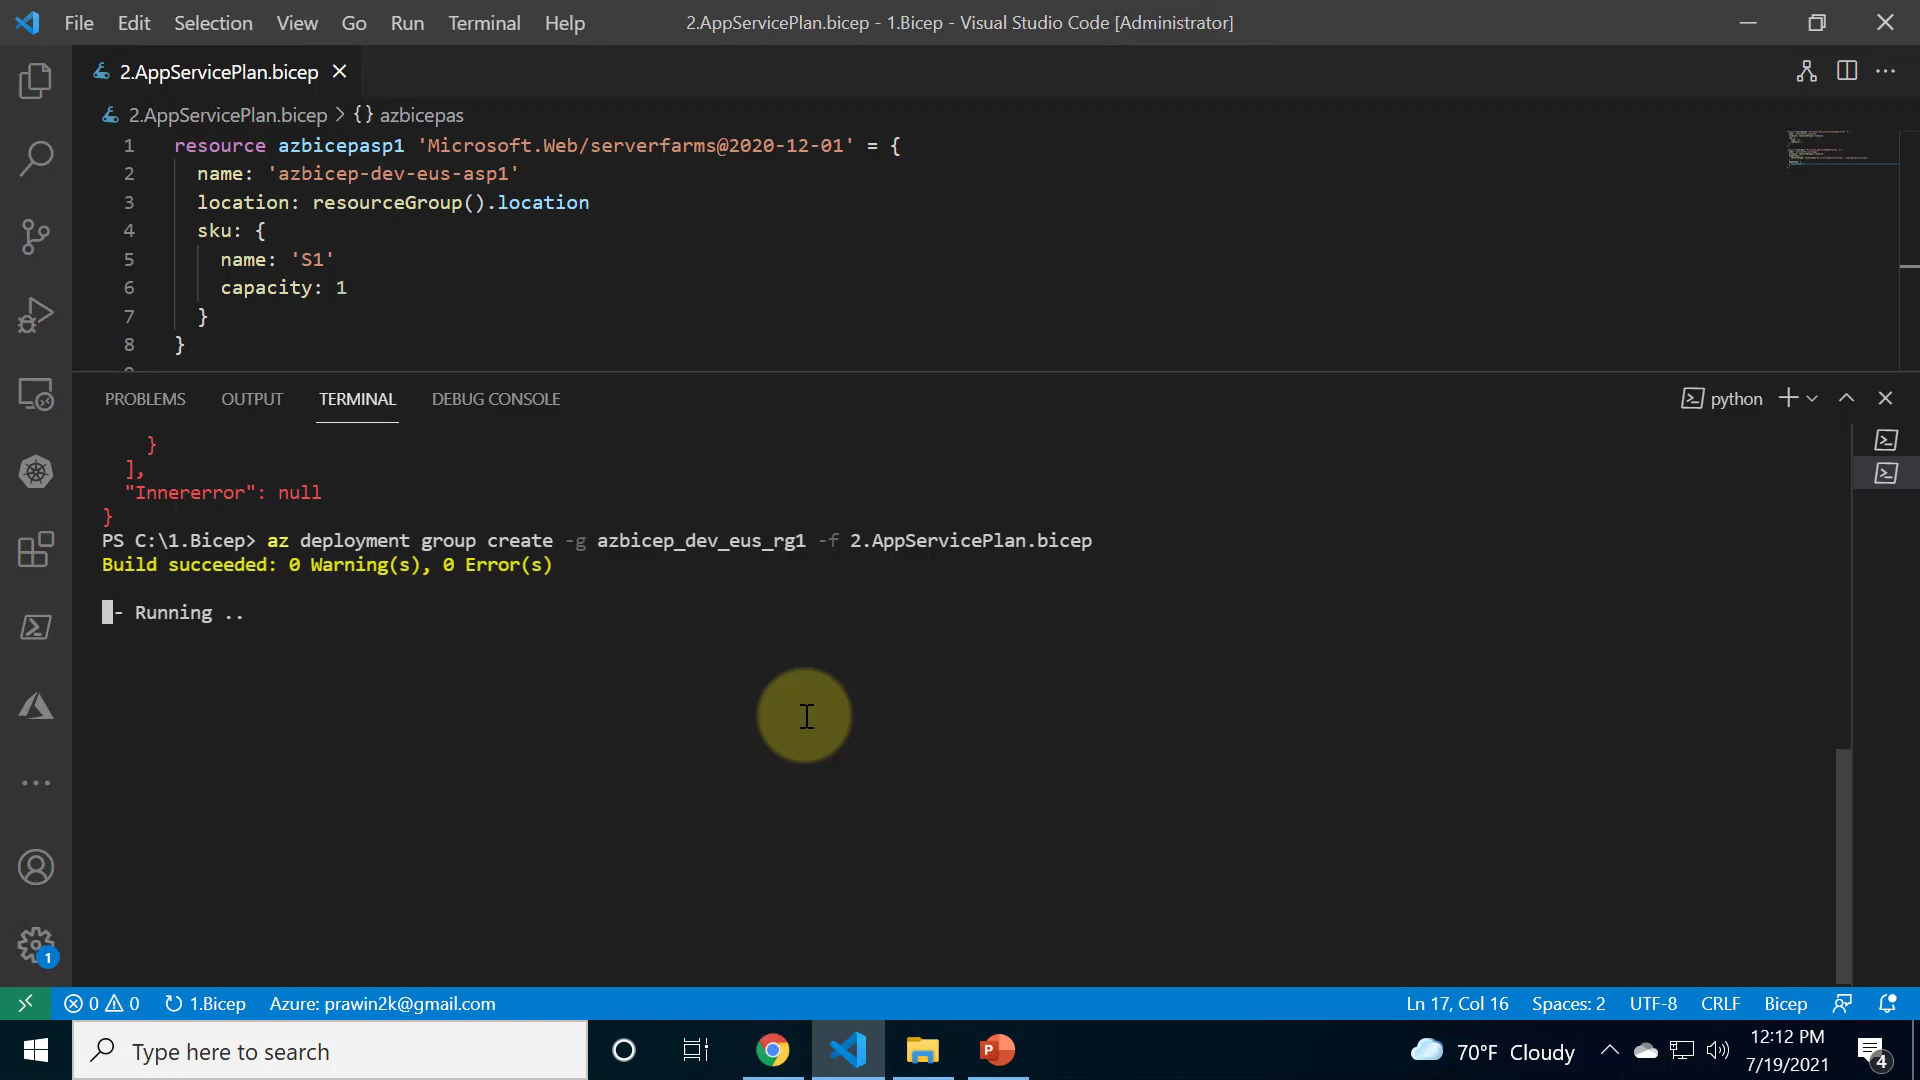 File Edit Selection View Go Run Terminal Help
2.AppServicePlan.bicep - 1.Bicep - Visual Studio Code [Administrator]
2.AppServicePlan.bicep
2.AppServicePlan.bicep > {} azbicepas
1 resource azbicepasp1 'Microsoft.Web/serverfarms@2020-12-01' = {
2 name: 'azbicep-dev-eus-asp1'
3 location: resourceGroup().location
4 sku: {
5 name: 'S1'
6 capacity: 1
7 }
8 }
PROBLEMS OUTPUT TERMINAL DEBUG CONSOLE
python
}
],
"Innererror": null
}
PS C:\1.Bicep> az deployment group create -g azbicep_dev_eus_rg1 -f 2.AppServicePlan.bicep
Build succeeded: 0 Warning(s), 0 Error(s)
- Running ..
1
0 0 1.Bicep Azure: prawin2k@gmail.com
Ln 17, Col 16 Spaces: 2 UTF-8 CRLF Bicep
Type here to search
70°F Cloudy
12:12 PM
7/19/2021
4